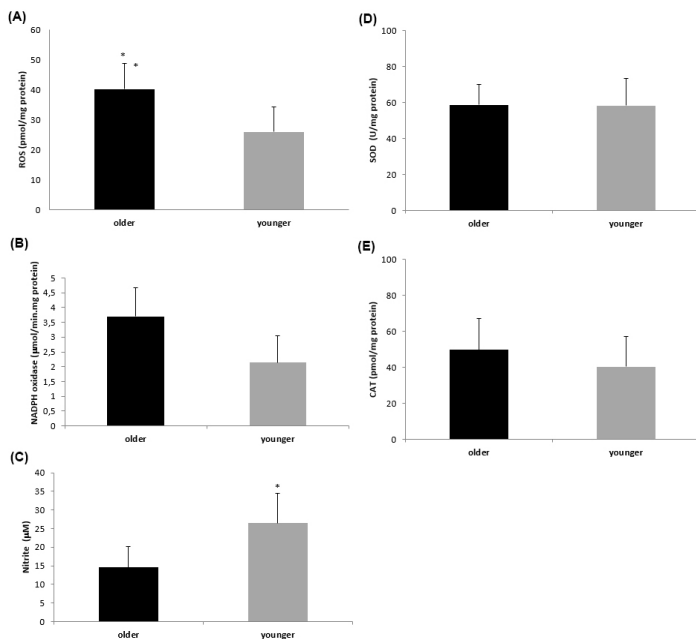 (A)
ROS (pmol/mg protein)
60
50
40
30
20
10
0
*
*
older
younger
(B)
NADPH oxidase (μmol/min.mg protein)
5
4,5
4
3,5
3
2,5
2
1,5
1
0,5
0
older
younger
(C)
Nitrite (μM)
40
35
30
25
20
15
10
5
0
*
older
younger
(D)
SOD (U/mg protein)
100
80
60
40
20
0
older
younger
(E)
CAT (pmol/mg protein)
100
80
60
40
20
0
older
younger